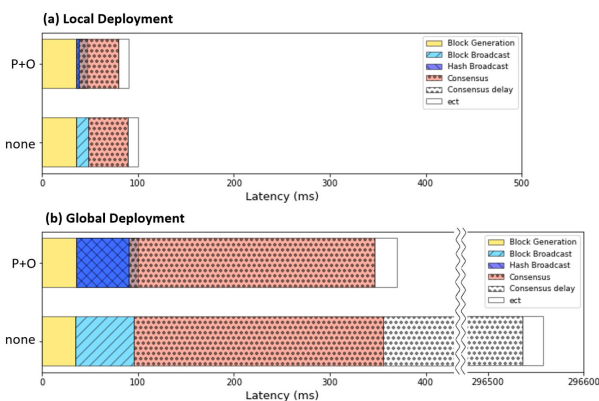 (a) Local Deployment
P+O
none
Block Generation
Block Broadcast
Hash Broadcast
Consensus
Consensus delay
ect
0 100 200 300 400 500
Latency (ms)
(b) Global Deployment
P+O
none
Block Generation
Block Broadcast
Hash Broadcast
Consensus
Consensus delay
ect
0 100 200 300 400 296500 296600
Latency (ms)